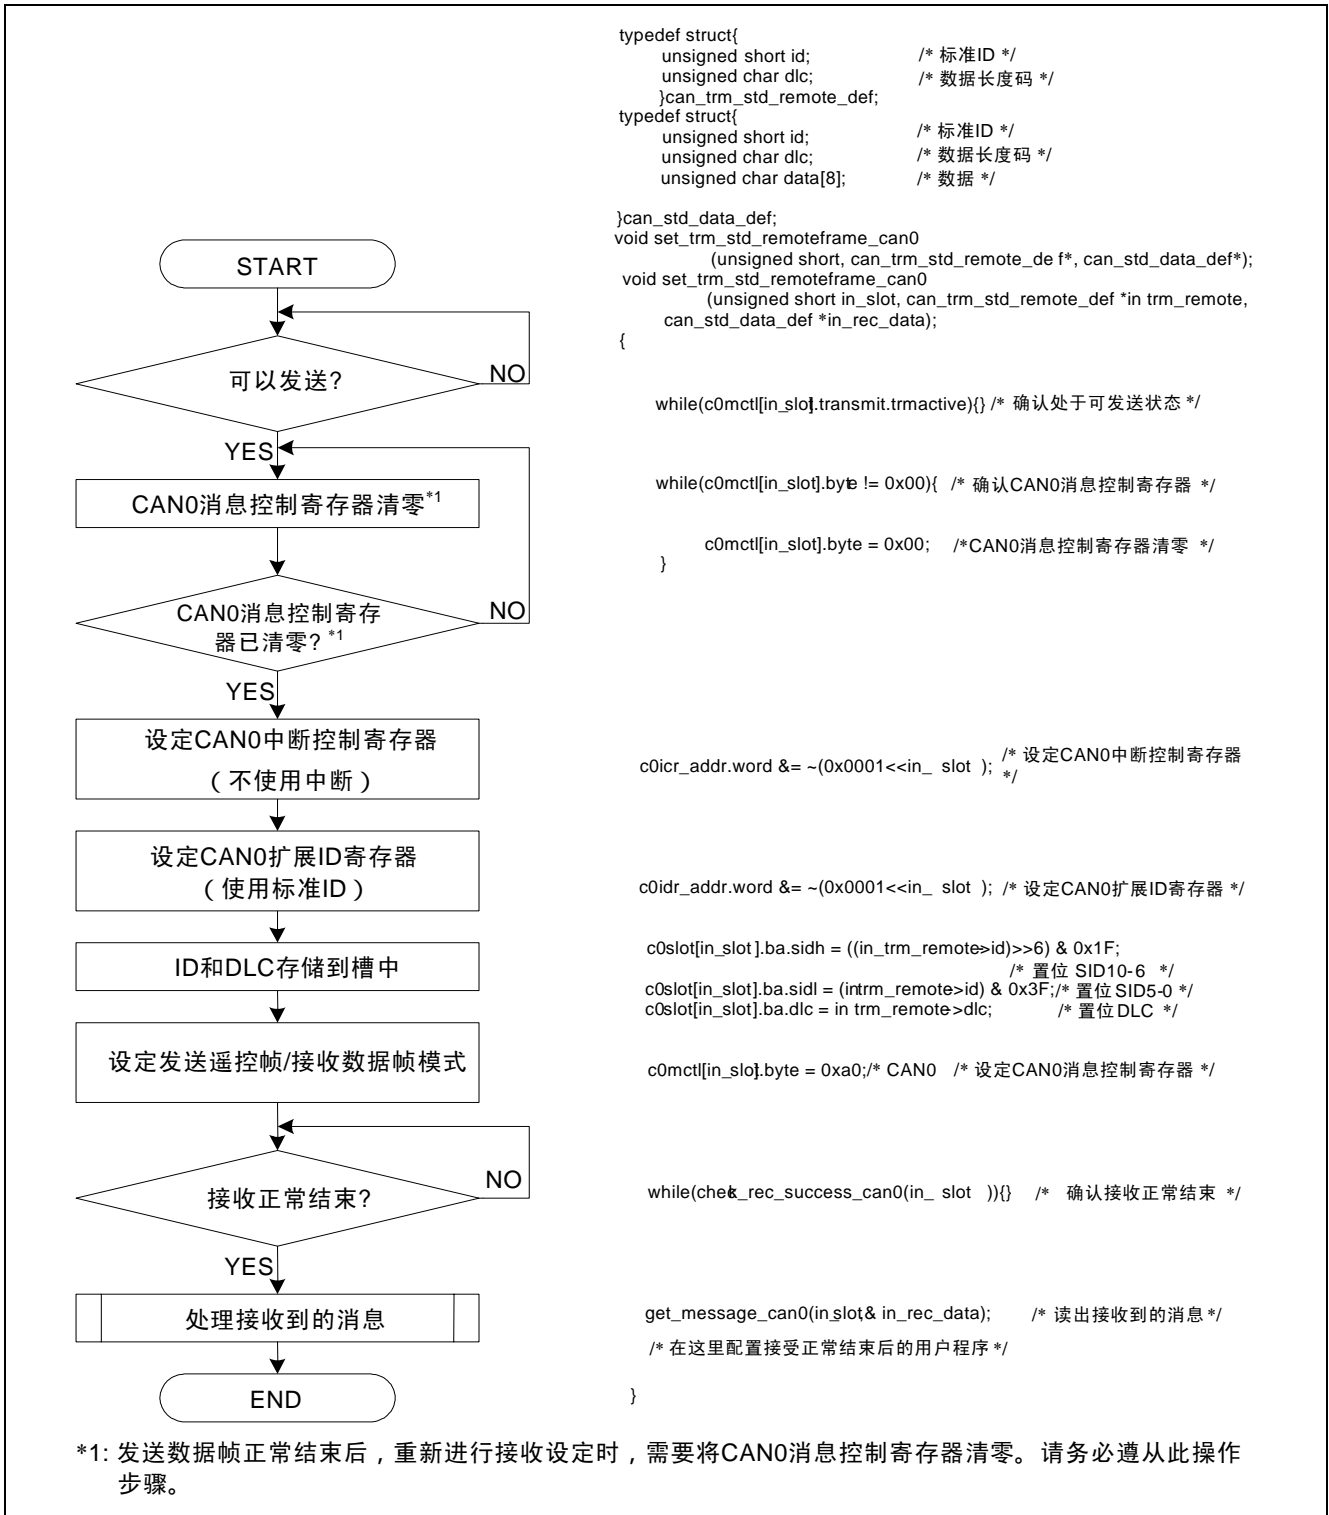 typedef struct{
unsigned short id; /* 标准ID */
unsigned char dlc; /* 数据长度码 */
}can_trm_std_remote_def;
typedef struct{
unsigned short id; /* 标准ID */
unsigned char dlc; /* 数据长度码 */
unsigned char data[8]; /* 数据 */
}can_std_data_def;
void set_trm_std_remoteframe_can0
(unsigned short, can_trm_std_remote_de f*, can_std_data_def*);
void set_trm_std_remoteframe_can0
(unsigned short in_slot, can_trm_std_remote_def *in trm_remote,
can_std_data_def *in_rec_data);
{
START
可以发送?
NO
while(c0mctl[in_slot].transmit.trmactive){} /* 确认处于可发送状态 */
YES
CAN0消息控制寄存器清零*1
while(c0mctl[in_slot].byte != 0x00){ /* 确认CAN0消息控制寄存器 */
c0mctl[in_slot].byte = 0x00; /*CAN0消息控制寄存器清零 */
}
CAN0消息控制寄存
器已清零? *1
NO
YES
设定CAN0中断控制寄存器
（不使用中断）
c0icr_addr.word &= ~(0x0001<<in_ slot ); /* 设定CAN0中断控制寄存器
*/
设定CAN0扩展ID寄存器
（使用标准ID）
c0idr_addr.word &= ~(0x0001<<in_ slot ); /* 设定CAN0扩展ID寄存器 */
ID和DLC存储到槽中
c0slot[in_slot].ba.sidh = ((in_trm_remote->id)>>6) & 0x1F;
/* 置位 SID10-6 */
c0slot[in_slot].ba.sidl = (intrm_remote->id) & 0x3F;/* 置位SID5-0 */
c0slot[in_slot].ba.dlc = in trm_remote->dlc; /* 置位DLC */
设定发送遥控帧/接收数据帧模式
c0mctl[in_slot].byte = 0xa0;/* CAN0 /* 设定CAN0消息控制寄存器 */
接收正常结束?
NO
while(check_rec_success_can0(in_ slot )){} /* 确认接收正常结束 */
YES
处理接收到的消息
get_message_can0(in_slot,& in_rec_data); /* 读出接收到的消息*/
/* 在这里配置接受正常结束后的用户程序 */
END
}
*1: 发送数据帧正常结束后，重新进行接收设定时，需要将CAN0消息控制寄存器清零。请务必遵从此操作
步骤。